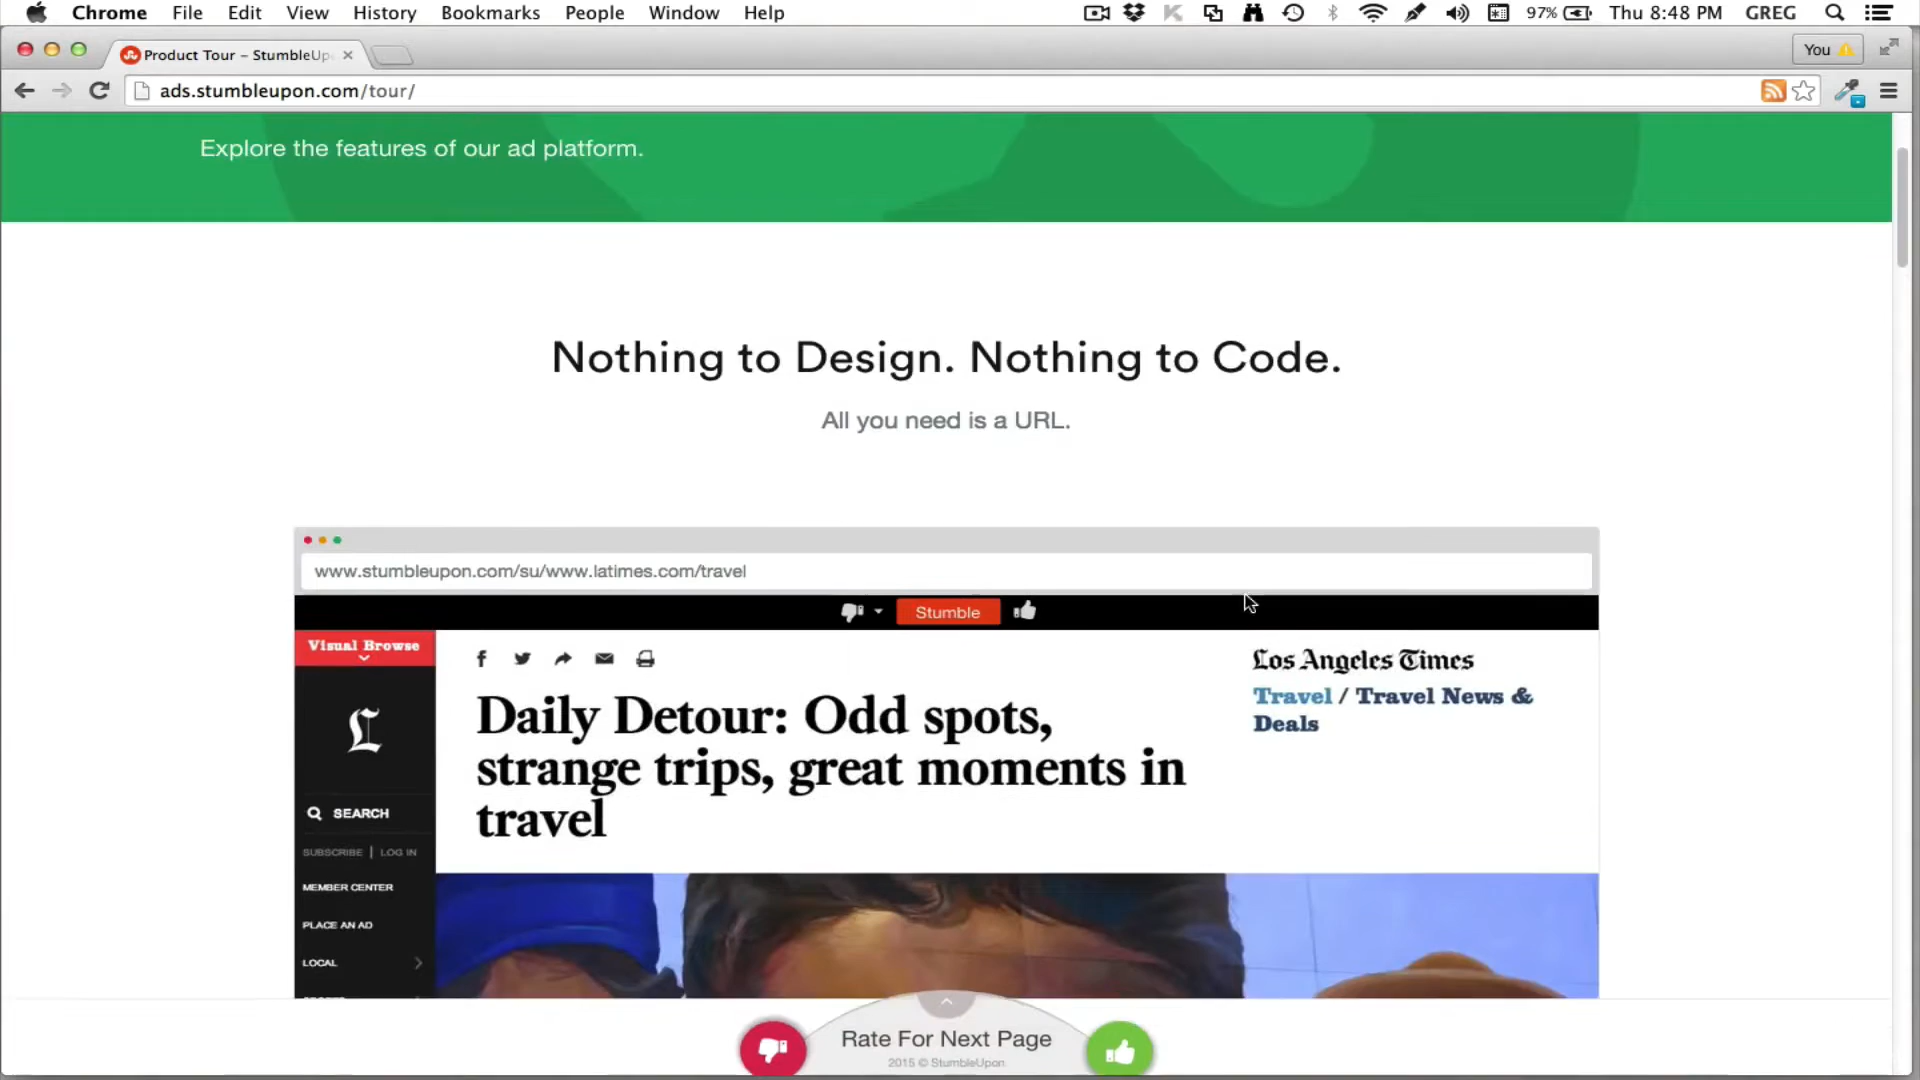 Chrome File Edit View History Bookmarks People Window Help 97% Thu 8:48 PM GREG
Product Tour – StumbleUp You
ads.stumbleupon.com/tour/
Explore the features of our ad platform.
Nothing to Design. Nothing to Code.
All you need is a URL.
www.stumbleupon.com/su/www.latimes.com/travel
Stumble
Visual Browse
Los Angeles Times
Travel / Travel News &
Deals
Daily Detour: Odd spots,
strange trips, great moments in
travel
SEARCH
SUBSCRIBE | LOG IN
MEMBER CENTER
PLACE AN AD
LOCAL
Rate For Next Page
2015 © StumbleUpon